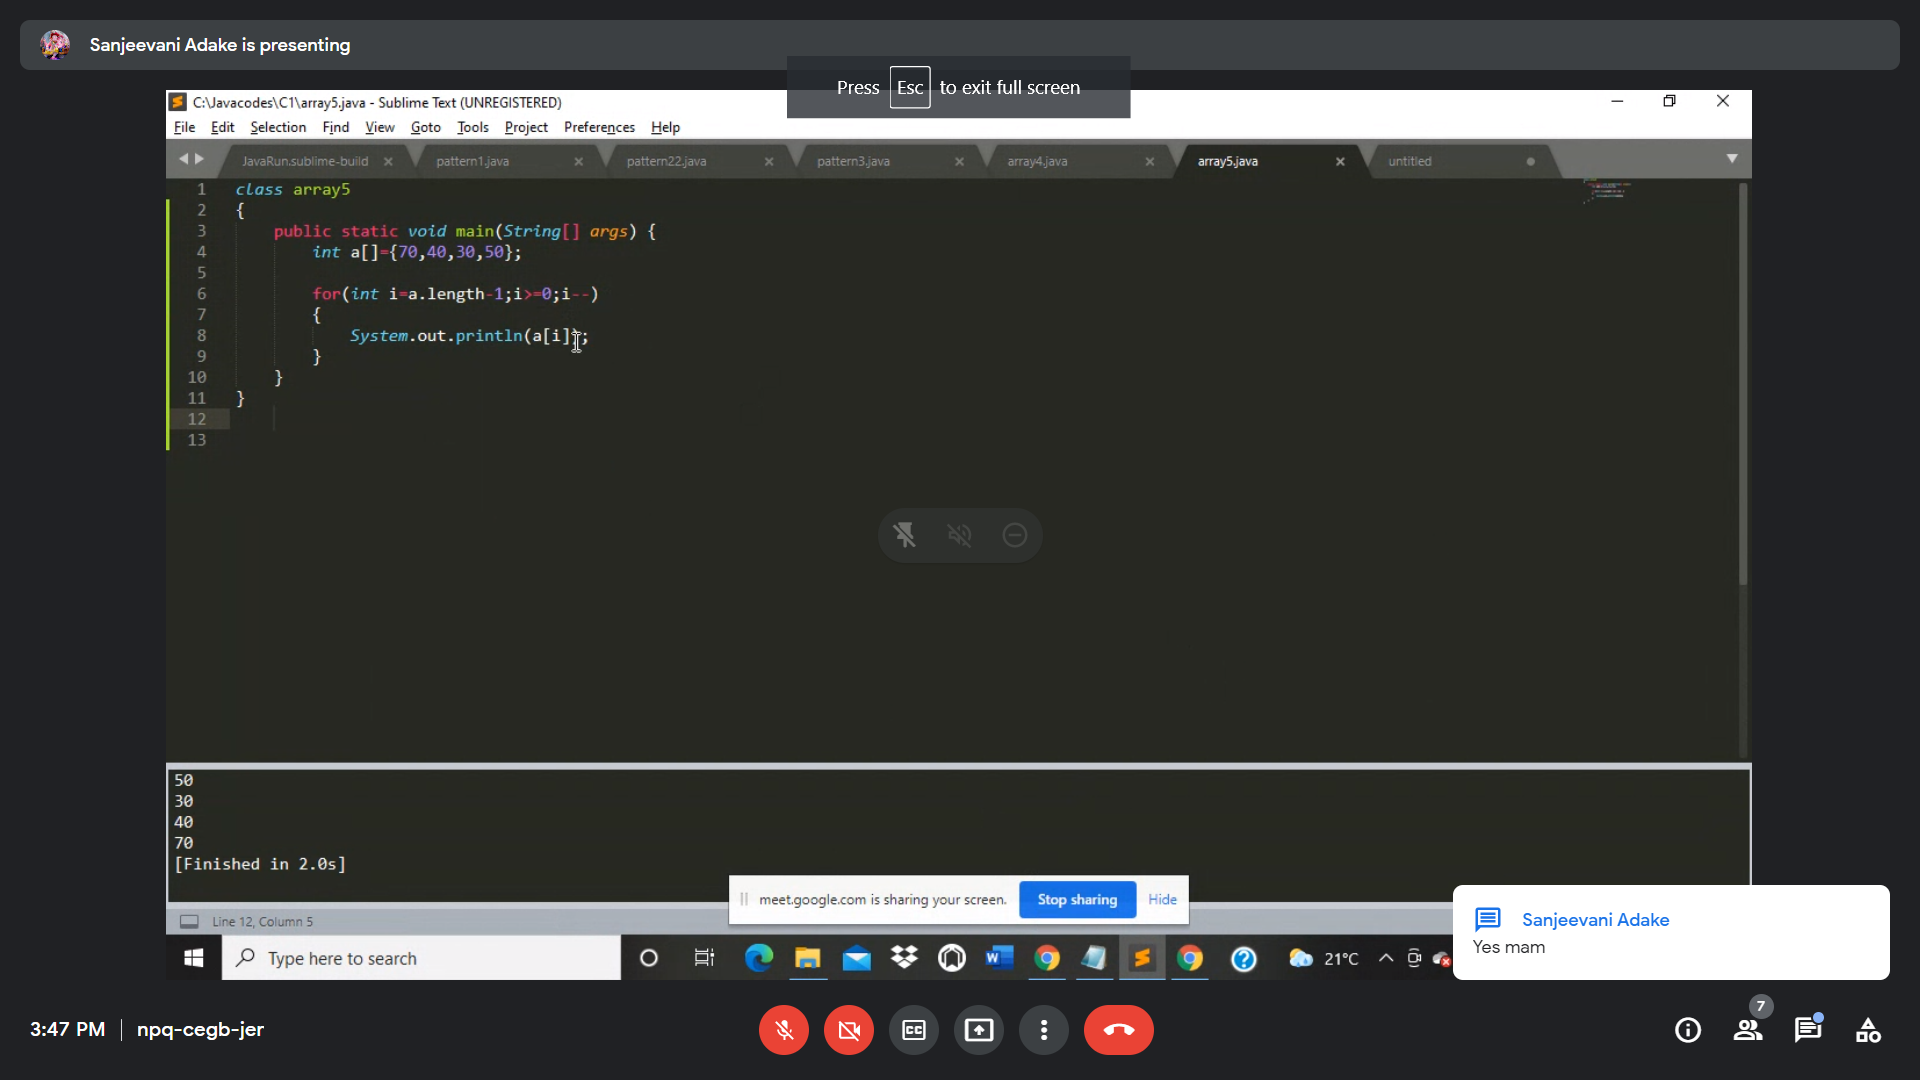 Sanjeevani Adake is presenting
Press Esc to exit full screen
C:\Javacodes\C1\array5.java - Sublime Text (UNREGISTERED)
File Edit Selection Find View Goto Tools Project Preferences Help
JavaRun.sublime-build pattern1.java pattern22.java pattern3.java array4.java array5.java untitled
1 class array5
2 {
3 public static void main(String[] args) {
4 int a[]={70,40,30,50};
5
6 for(int i=a.length-1;i>=0;i--)
7 {
8 System.out.println(a[i]);
9 }
10 }
11 }
12
13
50
30
40
70
[Finished in 2.0s]
meet.google.com is sharing your screen. Stop sharing Hide
Line 12, Column 5
Sanjeevani Adake
Yes mam
Type here to search
21°C
3:47 PM | npq-cegb-jer
7